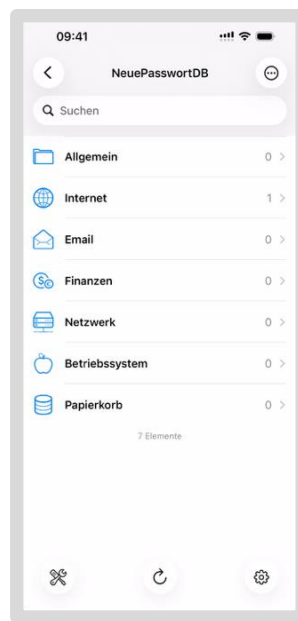 09:41
NeuePasswortDB
Suchen
Allgemein 0
Internet 1
Email 0
Finanzen 0
Netzwerk 0
Betriebssystem 0
Papierkorb 0
7 Elemente